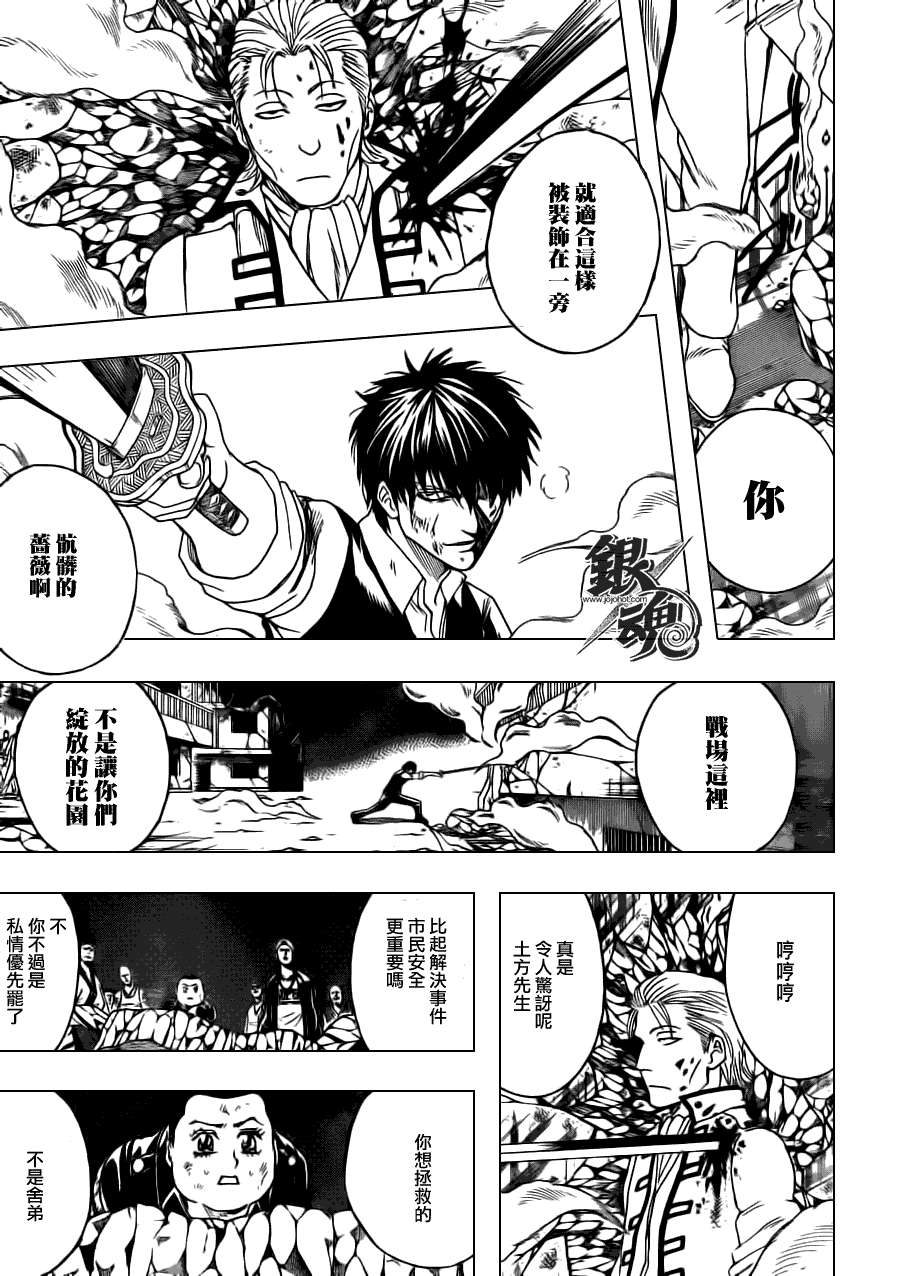 你
就適合這樣
被裝飾在一旁
骯髒的
薔薇啊
銀魂
www.jojohot.com
戰場這裡
不是讓你們
綻放的花園
哼哼哼
真是
令人驚訝呢
土方先生
比起解決事件
市民安全
更重要嗎
不
你不過是
私情優先罷了
你想拯救的
不是舍弟